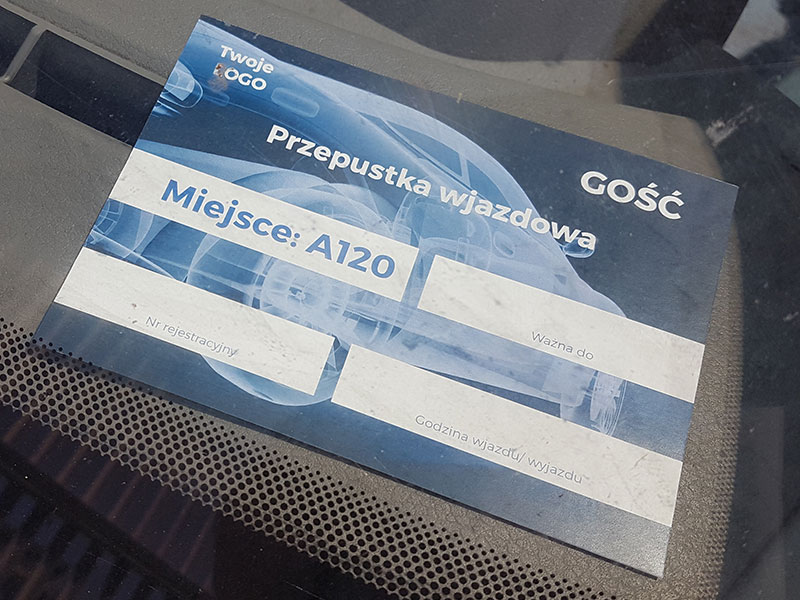 Twoje
LOGO
GOŚĆ
Przepustka wjazdowa
Miejsce: A120
Ważna do
Nr rejestracyjny
Godzina wjazdu/ wyjazdu